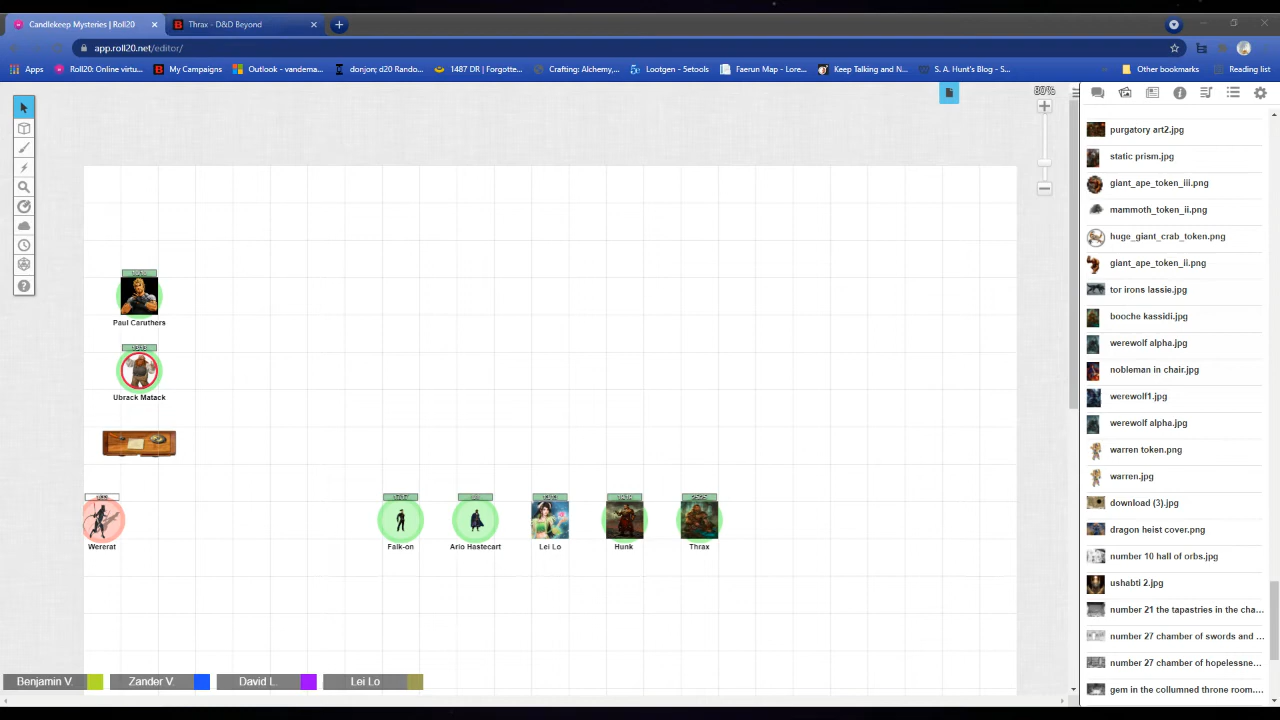 Candlekeep Mysteries | Roll20
Thrax - D&D Beyond
app.roll20.net/editor/
Apps
Roll20: Online virtu...
My Campaigns
Outlook - vandema...
donjon; d20 Rando...
1487 DR | Forgotte...
Crafting: Alchemy,...
Lootgen - 5etools
Faerun Map - Lore...
Keep Talking and N...
S. A. Hunt's Blog - S...
Other bookmarks
Reading list
80%
purgatory art2.jpg
static prism.jpg
giant_ape_token_iii.png
mammoth_token_ii.png
huge_giant_crab_token.png
giant_ape_token_ii.png
tor irons lassie.jpg
booche kassidi.jpg
werewolf alpha.jpg
nobleman in chair.jpg
werewolf1.jpg
werewolf alpha.jpg
warren token.png
warren.jpg
download (3).jpg
dragon heist cover.png
number 10 hall of orbs.jpg
ushabti 2.jpg
number 21 the tapastries in the cha...
number 27 chamber of swords and ...
number 27 chamber of hopelessne...
gem in the collumned throne room....
Paul Caruthers
Ubrack Matack
Wererat
Falk-on
Ario Hastecart
Lei Lo
Hunk
Thrax
Benjamin V.
Zander V.
David L.
Lei Lo